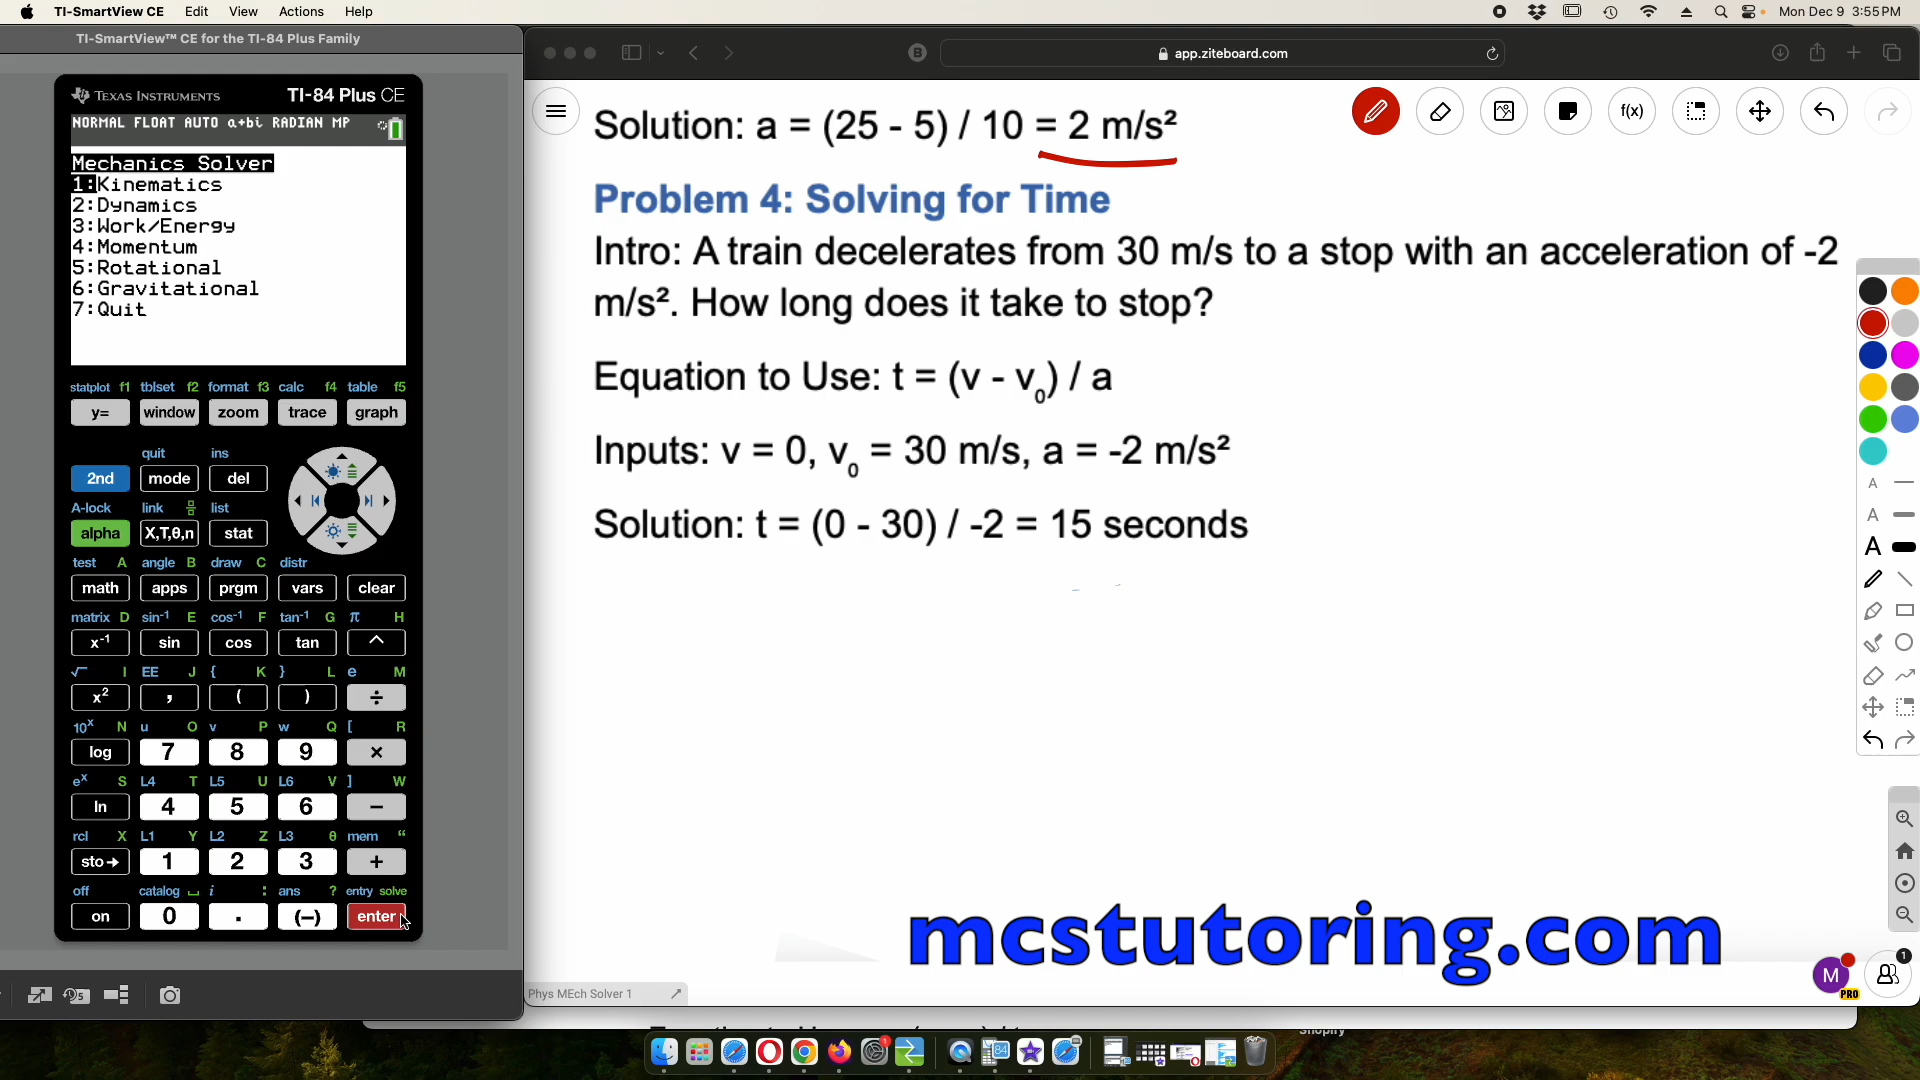 TI-SmartView CE Edit View Actions Help Mon Dec 9 3:55PM
TI-SmartView™ CE for the TI-84 Plus Family
app.ziteboard.com
TEXAS INSTRUMENTS TI-84 Plus CE
NORMAL FLOAT AUTO a+bi RADIAN MP
Mechanics Solver
1:Kinematics
2:Dynamics
3:Work/Energy
4:Momentum
5:Rotational
6:Gravitational
7:Quit
statplot f1 tblset f2 format f3 calc f4 table f5
y= window zoom trace graph
quit ins
2nd mode del
A-lock link list
alpha X,T,θ,n stat
test A angle B draw C distr
math apps prgm vars clear
matrix D sin⁻¹ E cos⁻¹ F tan⁻¹ G π H
x⁻¹ sin cos tan ^
√ I EE J { K } L e M
x² , ( ) ÷
10ˣ N u O v P w Q [ R
log 7 8 9 ×
eˣ S L4 T L5 U L6 V ] W
ln 4 5 6 −
rcl X L1 Y L2 Z L3 θ mem “
sto→ 1 2 3 +
off catalog i : ans ? entry solve
on 0 . (−) enter
Solution: a = (25 - 5) / 10 = 2 m/s²
Problem 4: Solving for Time
Intro: A train decelerates from 30 m/s to a stop with an acceleration of -2
m/s². How long does it take to stop?
Equation to Use: t = (v - v₀) / a
Inputs: v = 0, v₀ = 30 m/s, a = -2 m/s²
Solution: t = (0 - 30) / -2 = 15 seconds
f(x)
A
A
A
mcstutoring.com
M
PRO
1
Phys MEch Solver 1
Shopify